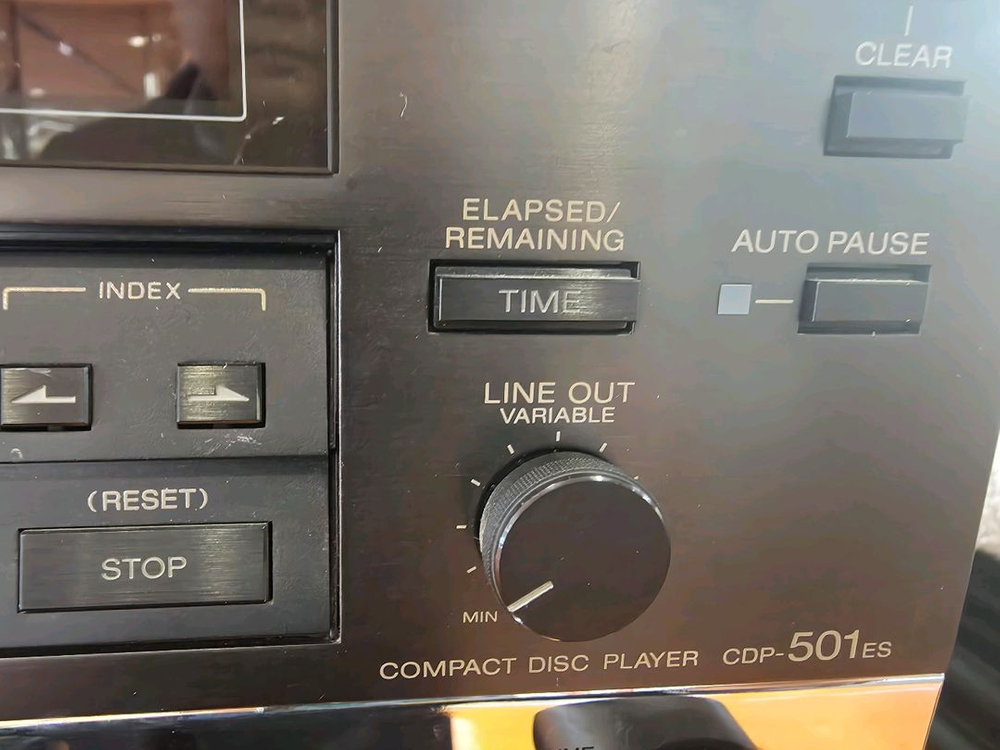 CLEAR
ELAPSED/
REMAINING
TIME
AUTO PAUSE
INDEX
LINE OUT
VARIABLE
(RESET)
STOP
MIN
COMPACT DISC PLAYER CDP-501ES